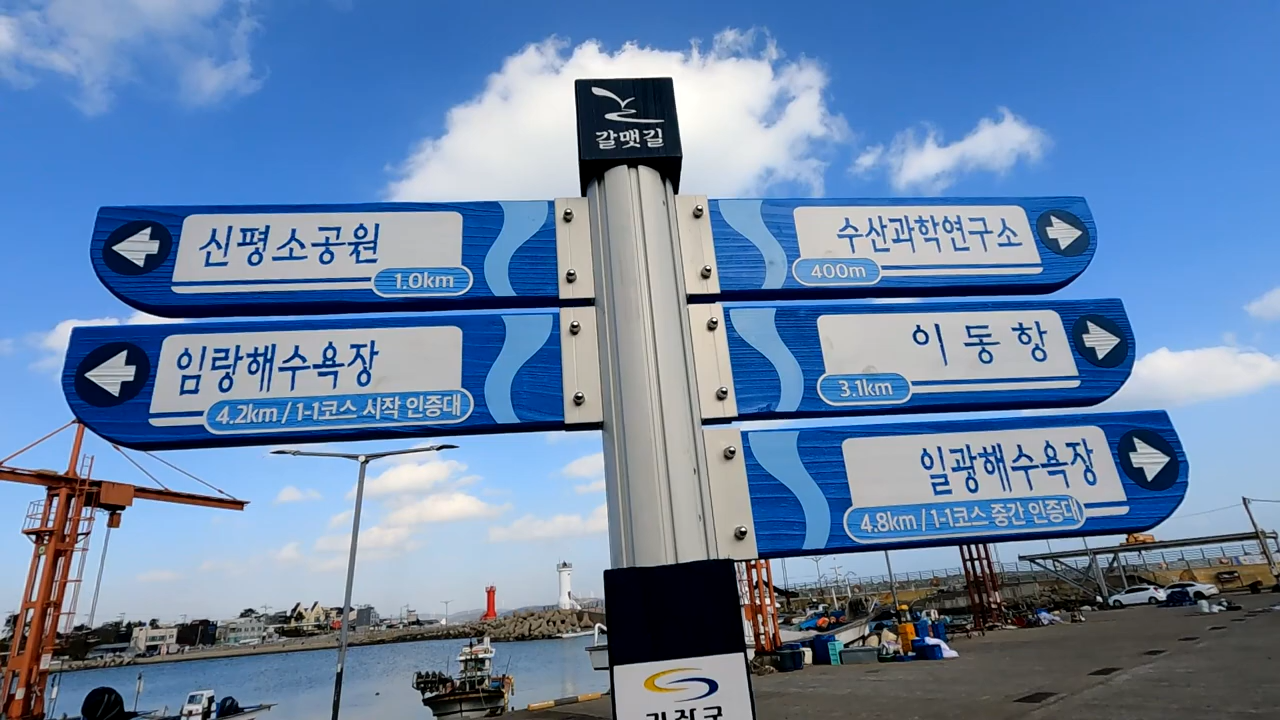 갈맷길
신평소공원
1.0km
임랑해수욕장
4.2km / 1-1코스 시작 인증대
수산과학연구소
400m
이동항
3.1km
일광해수욕장
4.8km / 1-1코스 중간 인증대